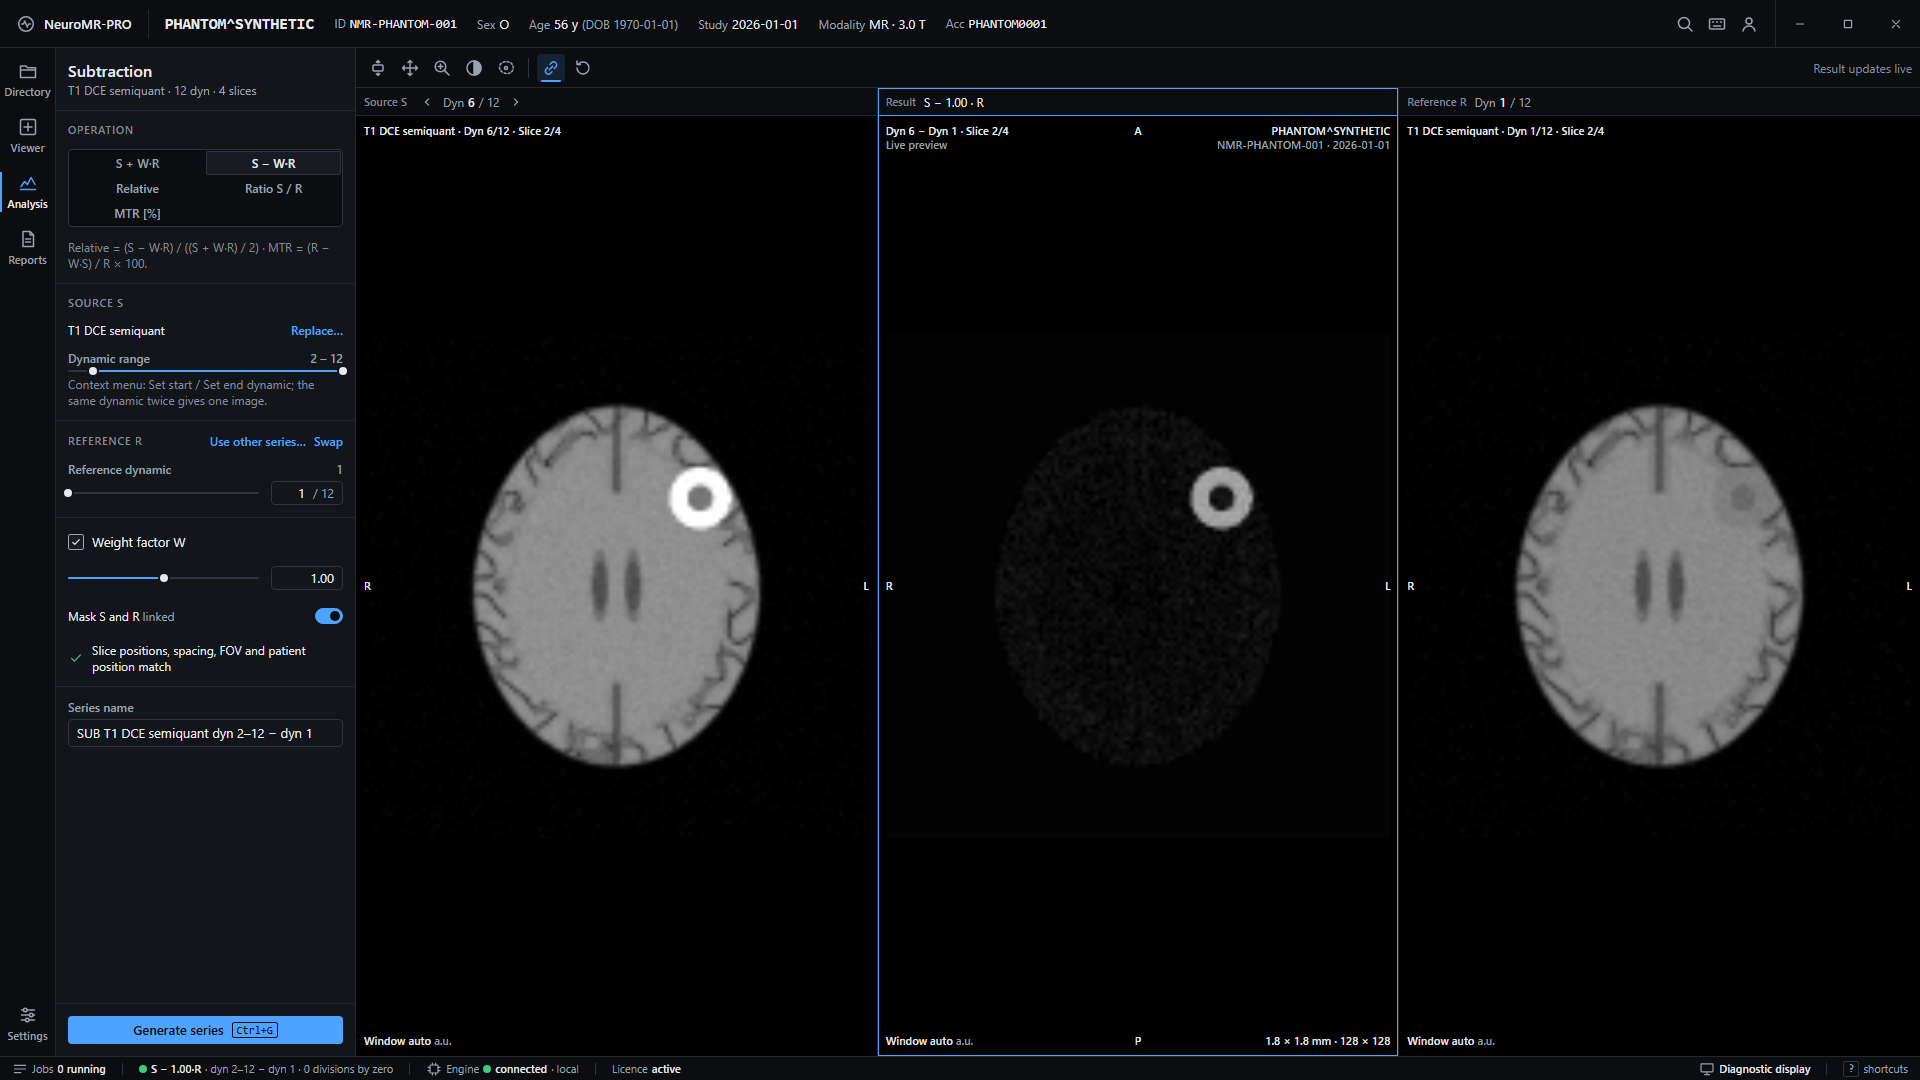 NeuroMR-PRO
PHANTOM^SYNTHETIC
ID NMR-PHANTOM-001
Sex O
Age 56 y (DOB 1970-01-01)
Study 2026-01-01
Modality MR · 3.0 T
Acc PHANTOM0001
Directory
Viewer
Analysis
Reports
Settings
Subtraction
T1 DCE semiquant · 12 dyn · 4 slices
OPERATION
S + W·R
S − W·R
Relative
Ratio S / R
MTR [%]
Relative = (S − W·R) / ((S + W·R) / 2) · MTR = (R −
W·S) / R × 100.
SOURCE S
T1 DCE semiquant
Replace...
Dynamic range
2 – 12
Context menu: Set start / Set end dynamic; the
same dynamic twice gives one image.
REFERENCE R
Use other series...
Swap
Reference dynamic
1
1 / 12
Weight factor W
1.00
Mask S and R linked
Slice positions, spacing, FOV and patient
position match
Series name
SUB T1 DCE semiquant dyn 2–12 − dyn 1
Generate series Ctrl+G
Result updates live
Source S
Dyn 6 / 12
T1 DCE semiquant · Dyn 6/12 · Slice 2/4
R
L
Window auto a.u.
Result S − 1.00 · R
Dyn 6 − Dyn 1 · Slice 2/4
Live preview
A
PHANTOM^SYNTHETIC
NMR-PHANTOM-001 · 2026-01-01
R
L
Window auto a.u.
P
1.8 × 1.8 mm · 128 × 128
Reference R Dyn 1 / 12
T1 DCE semiquant · Dyn 1/12 · Slice 2/4
R
L
Window auto a.u.
Jobs 0 running
S − 1.00·R · dyn 2–12 − dyn 1 · 0 divisions by zero
Engine connected · local
Licence active
Diagnostic display
? shortcuts